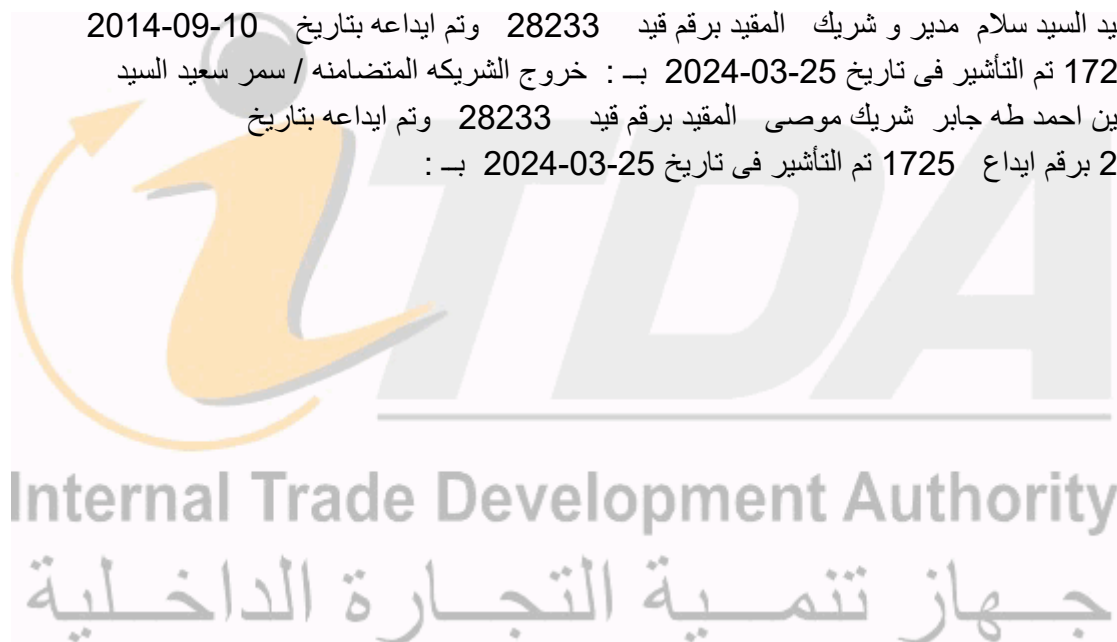 يد السيد سلام مدير و شريك المقيد برقم قيد 28233 وتم ايداعه بتاريخ 10-09-2014
172 تم التأشير فى تاريخ 25-03-2024 بــ : خروج الشريكه المتضامنه / سمر سعيد السيد
ين احمد طه جابر شريك موصى المقيد برقم قيد 28233 وتم ايداعه بتاريخ
2 برقم ايداع 1725 تم التأشير فى تاريخ 25-03-2024 بــ :
iTDA
Internal Trade Development Authority
جهاز تنمية التجارة الداخلية